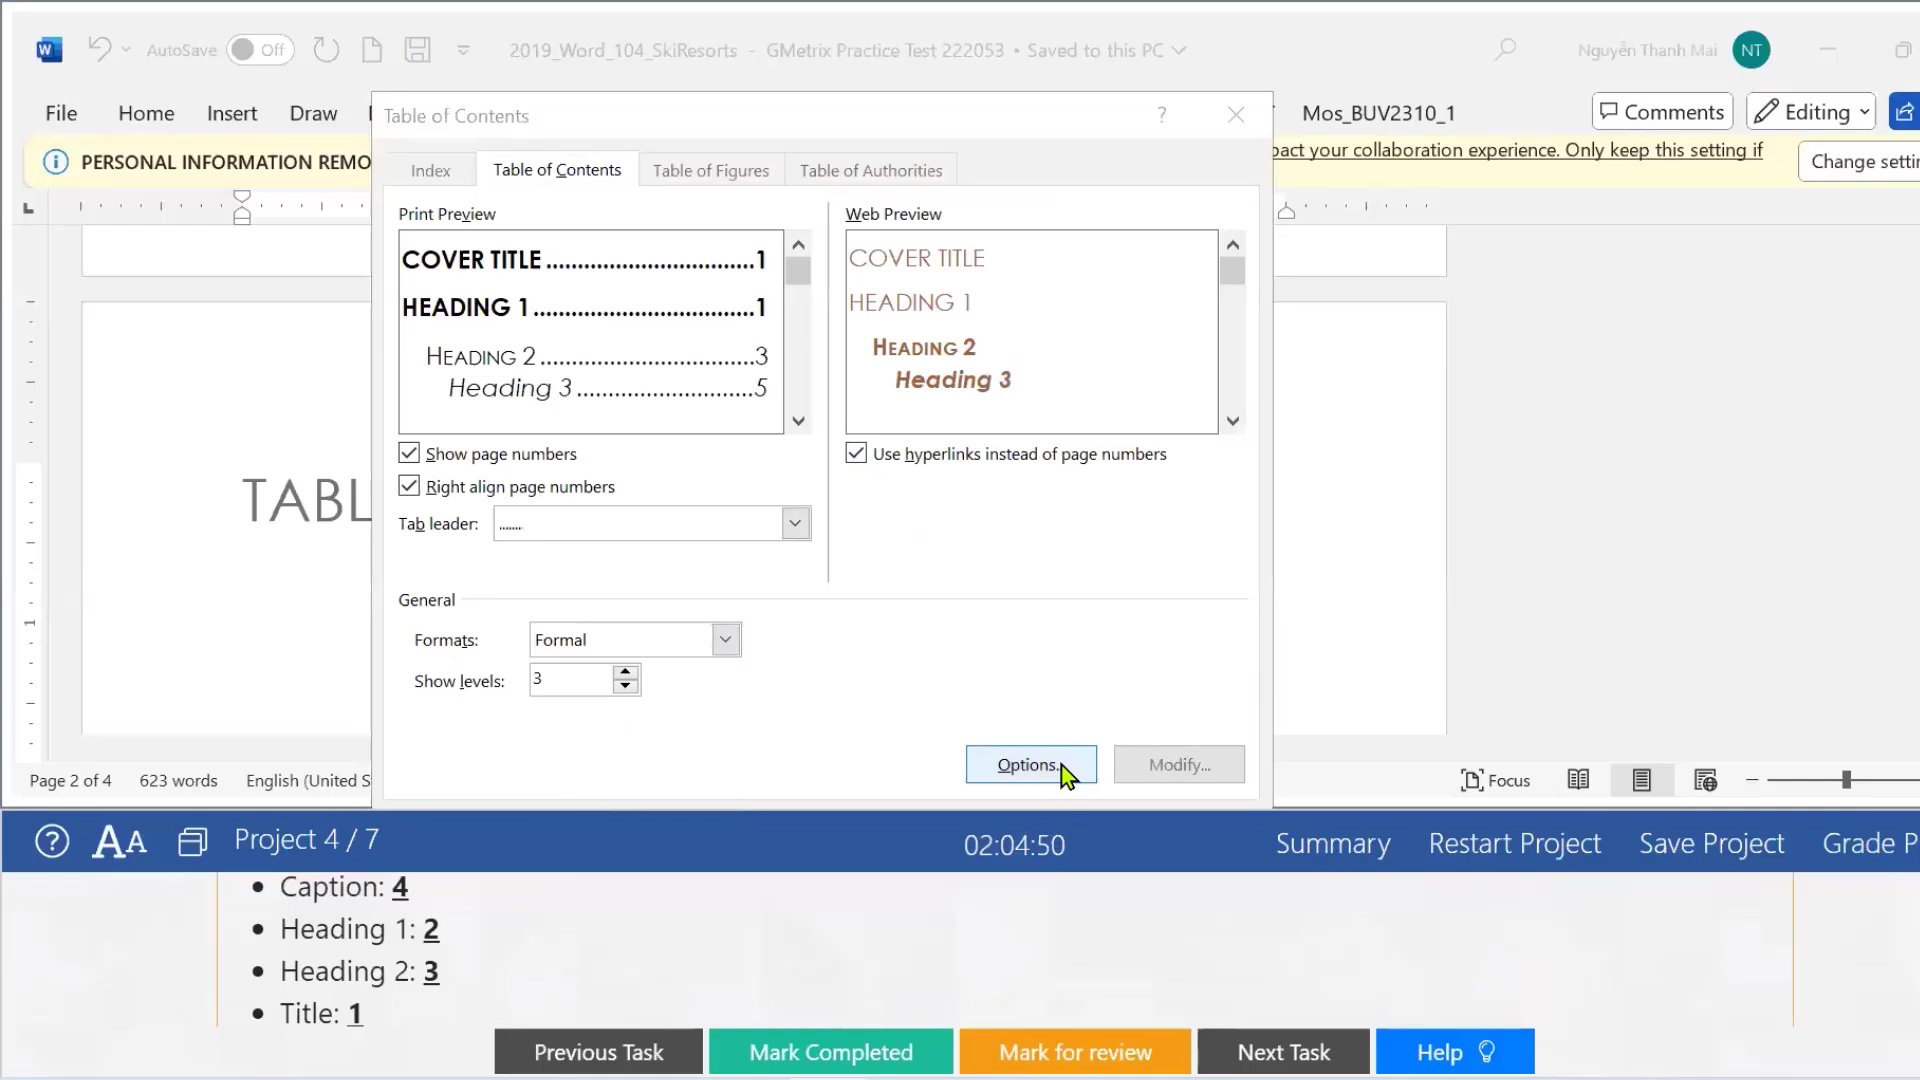 AutoSave Off 2019_Word_104_SkiResorts - GMetrix Practice Test 222053 • Saved to this PC Nguyễn Thanh Mai NT
File Home Insert Draw Mos_BUV2310_1 Comments Editing
Table of Contents ?
PERSONAL INFORMATION REMO pact your collaboration experience. Only keep this setting if Change settin
Index Table of Contents Table of Figures Table of Authorities
Print Preview Web Preview
COVER TITLE..................................1 COVER TITLE
HEADING 1....................................1 HEADING 1
HEADING 2...................................3 HEADING 2
Heading 3.............................5 Heading 3
Show page numbers Use hyperlinks instead of page numbers
Right align page numbers
TABL
Tab leader: .......
General
Formats: Formal
Show levels: 3
1
Options... Modify...
Page 2 of 4 623 words English (United S Focus
? AA Project 4 / 7 02:04:50 Summary Restart Project Save Project Grade P
• Caption: 4
• Heading 1: 2
• Heading 2: 3
• Title: 1
Previous Task Mark Completed Mark for review Next Task Help